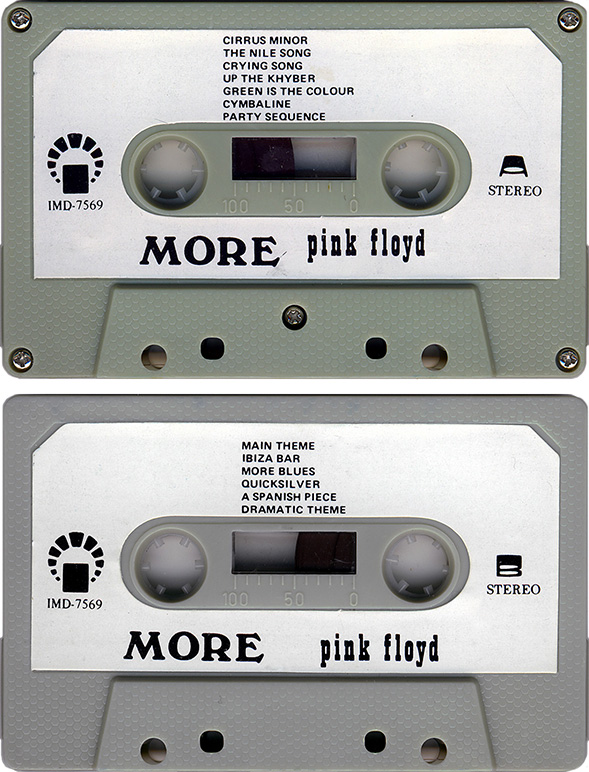 CIRRUS MINOR
THE NILE SONG
CRYING SONG
UP THE KHYBER
GREEN IS THE COLOUR
CYMBALINE
PARTY SEQUENCE
IMD-7569
A
STEREO
100 50 0
MORE pink floyd
MAIN THEME
IBIZA BAR
MORE BLUES
QUICKSILVER
A SPANISH PIECE
DRAMATIC THEME
IMD-7569
B
STEREO
100 50 0
MORE pink floyd